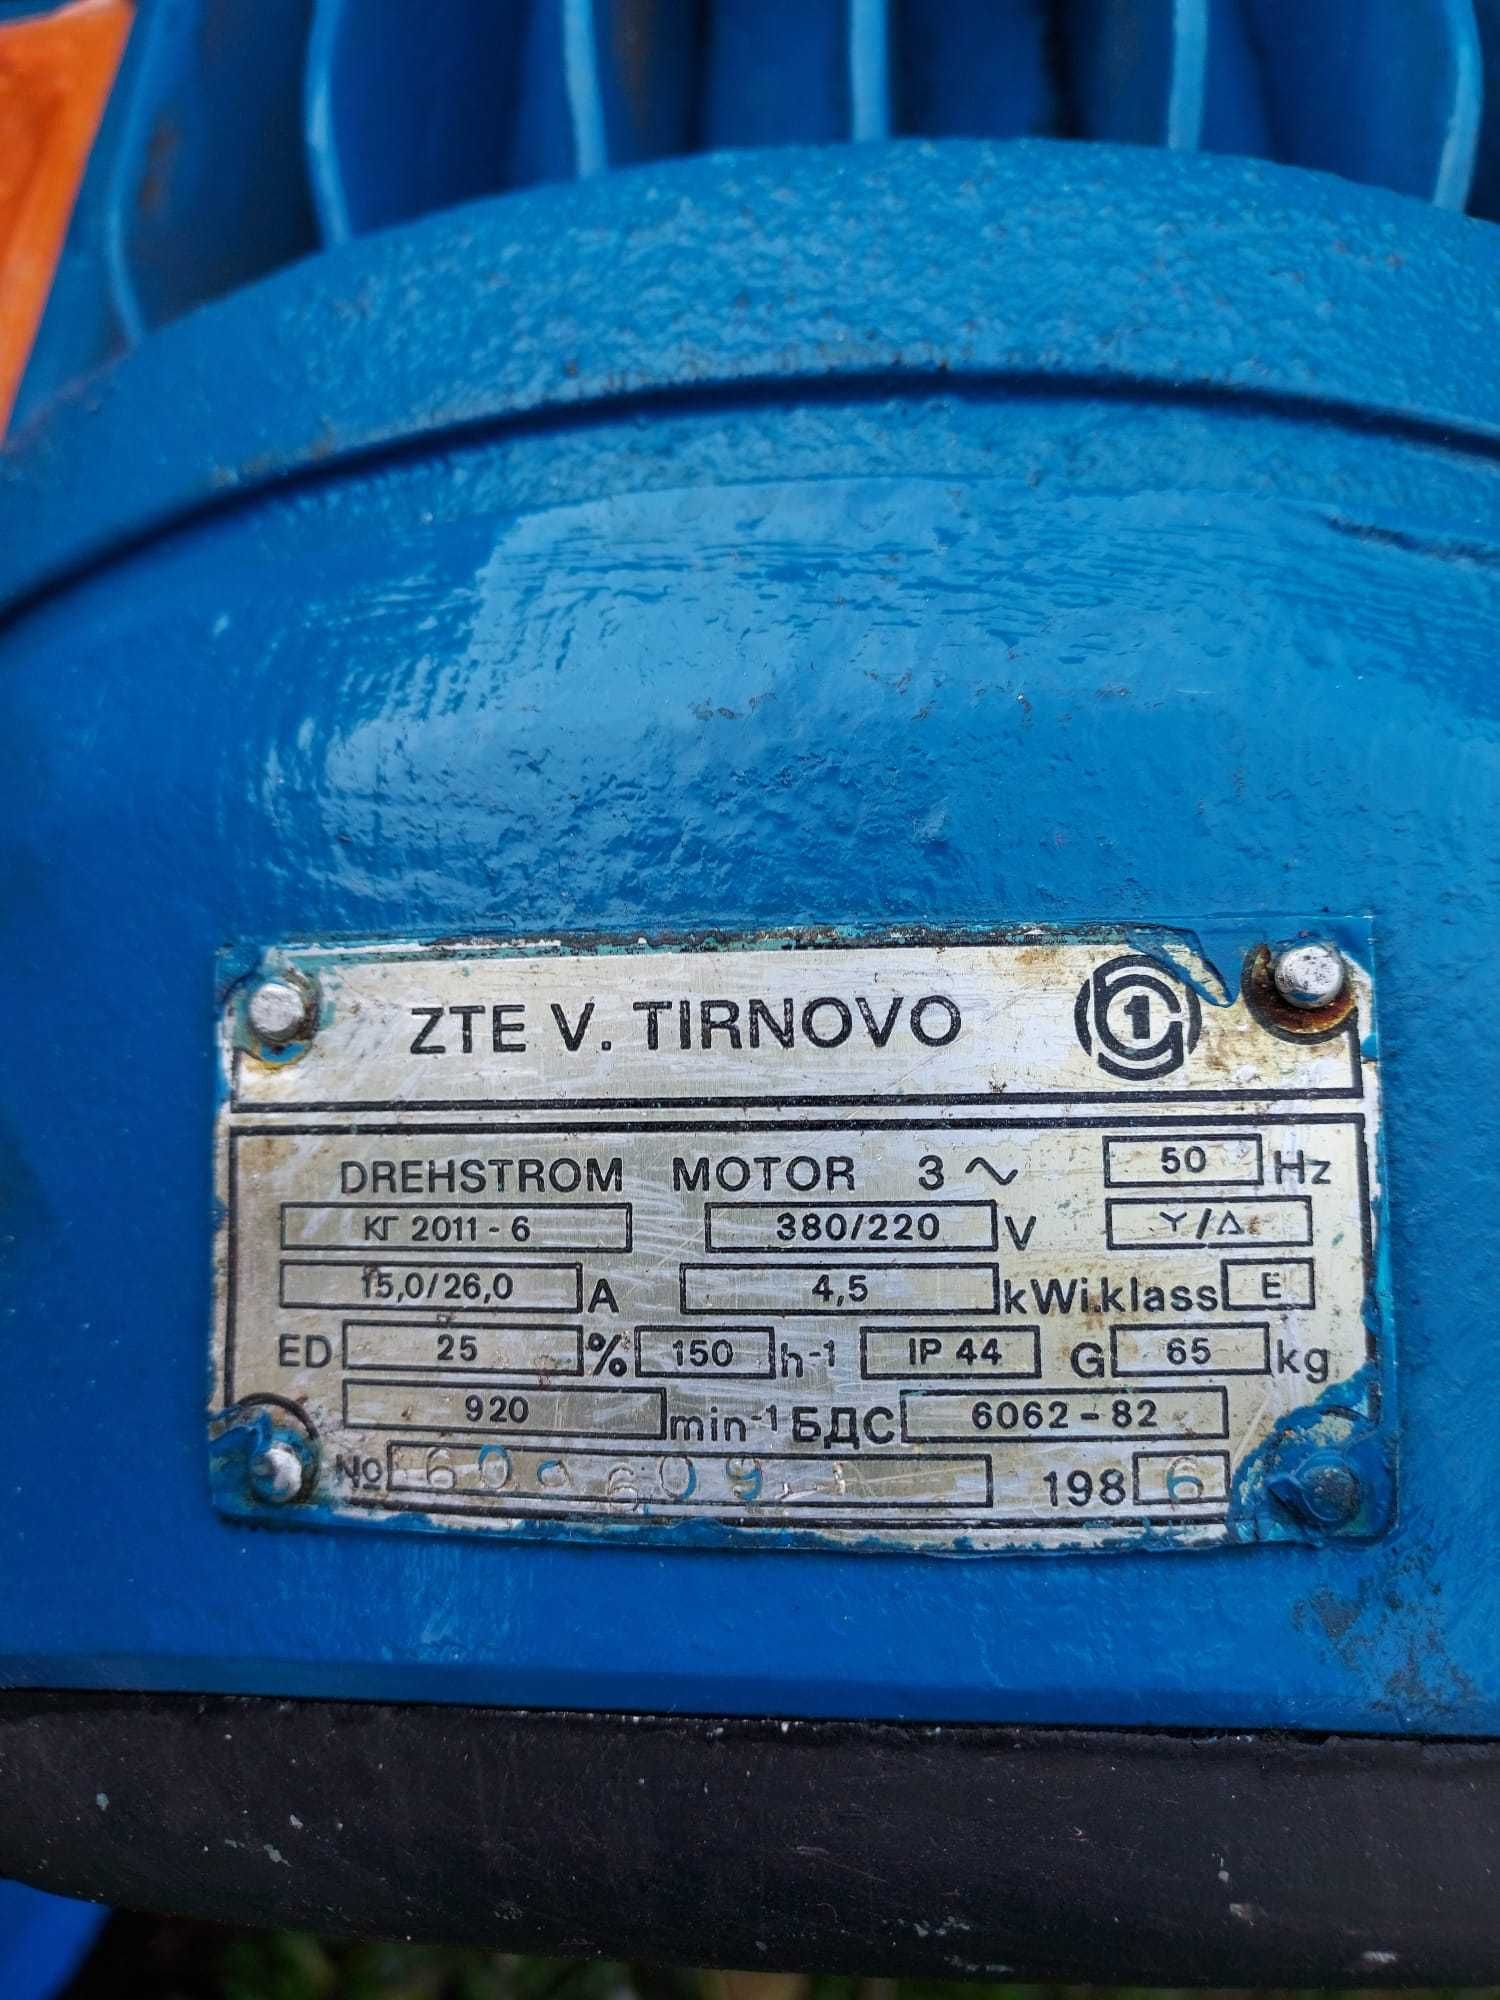 ZTE V. TIRNOVO 1
DREHSTROM MOTOR 3 ~ 50 Hz
КГ 2011 - 6 380/220 V Y/Δ
15,0/26,0 A 4,5 kW i.klass E
ED 25 % 150 h-1 IP 44 G 65 kg
920 min-1 БДС 6062 - 82
No 198 6